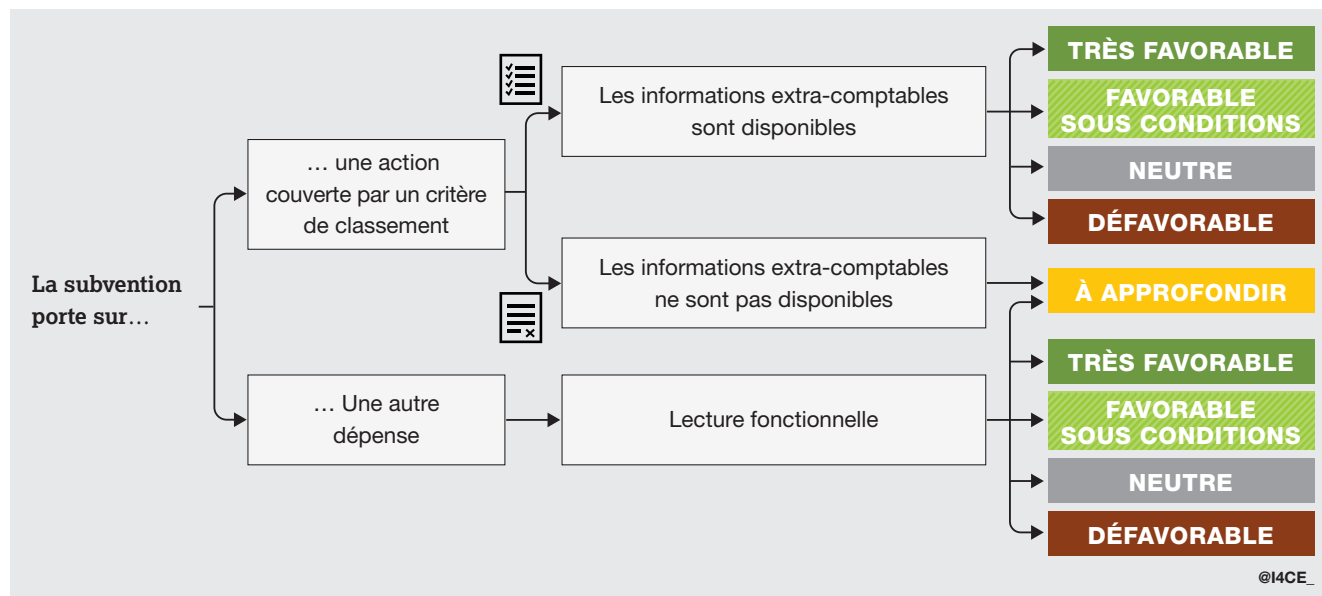 La subvention
porte sur…
… une action
couverte par un critère
de classement
… Une autre
dépense
Les informations extra-comptables
sont disponibles
Les informations extra-comptables
ne sont pas disponibles
Lecture fonctionnelle
TRÈS FAVORABLE
FAVORABLE
SOUS CONDITIONS
NEUTRE
DÉFAVORABLE
À APPROFONDIR
TRÈS FAVORABLE
FAVORABLE
SOUS CONDITIONS
NEUTRE
DÉFAVORABLE
@I4CE_